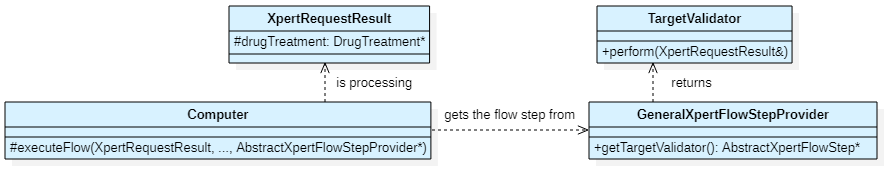 XpertRequestResult
#drugTreatment: DrugTreatment*
TargetValidator
+perform(XpertRequestResult&)
is processing
returns
Computer
#executeFlow(XpertRequestResult, ..., AbstractXpertFlowStepProvider*)
gets the flow step from
GeneralXpertFlowStepProvider
+getTargetValidator(): AbstractXpertFlowStep*